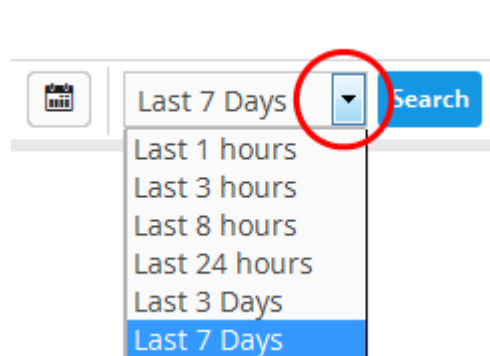 Last 7 Days Search
Last 1 hours
Last 3 hours
Last 8 hours
Last 24 hours
Last 3 Days
Last 7 Days